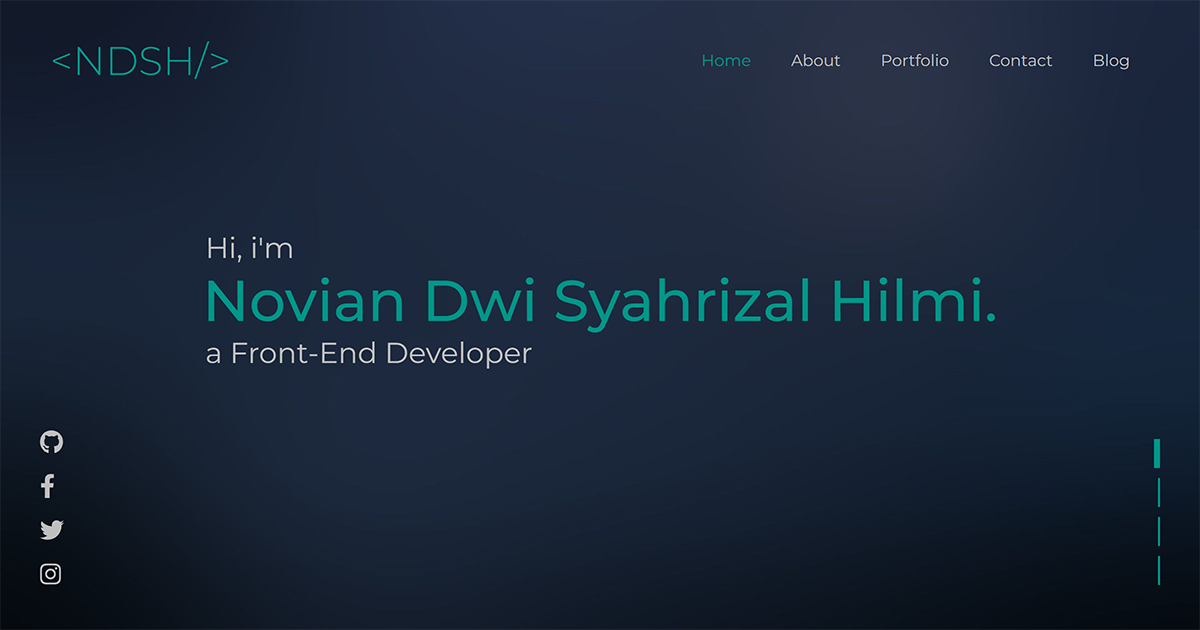 <NDSH/>
Home About Portfolio Contact Blog
Hi, i'm
Novian Dwi Syahrizal Hilmi.
a Front-End Developer